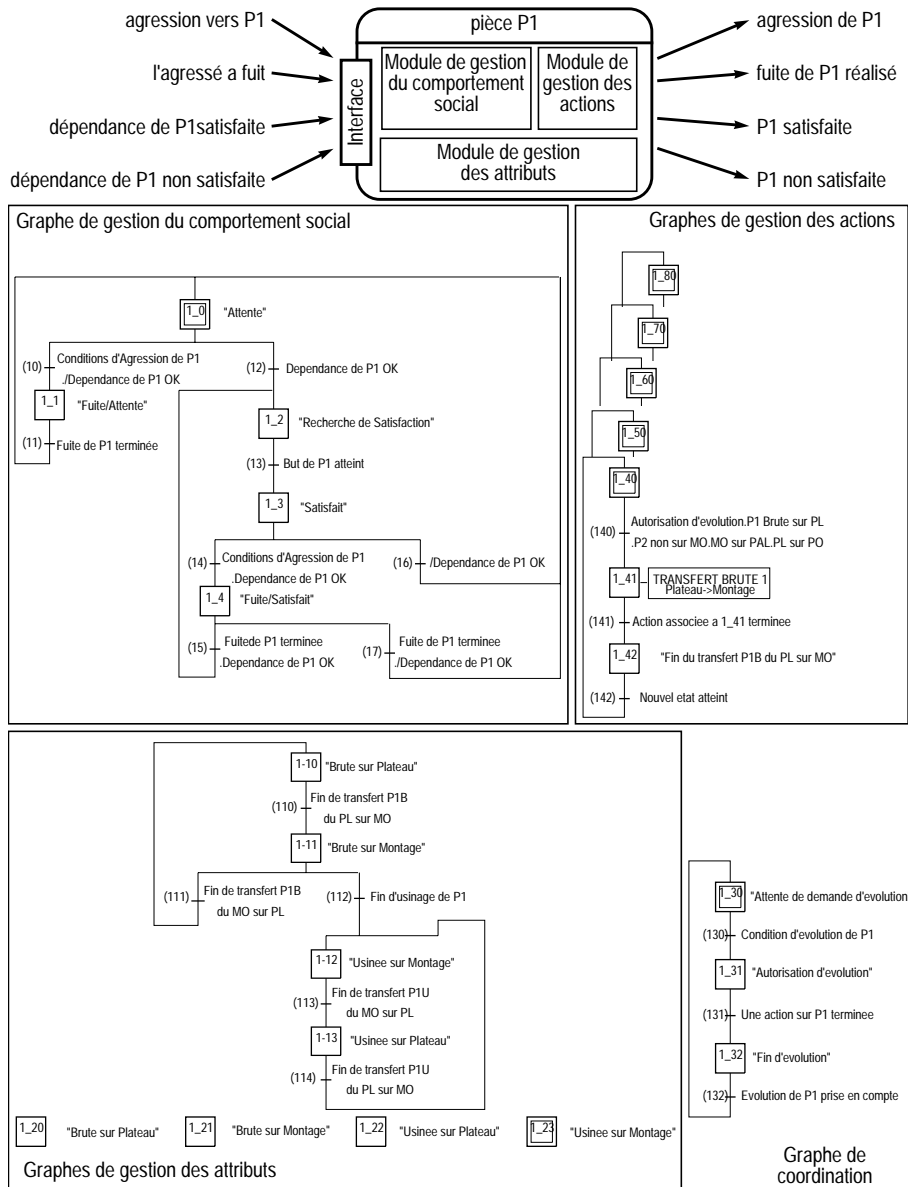 agression vers P1
l'agressé a fuit
dépendance de P1satisfaite
dépendance de P1 non satisfaite
Interface
pièce P1
Module de gestion
du comportement
social
Module de
gestion des
actions
Module de gestion
des attributs
agression de P1
fuite de P1 réalisé
P1 satisfaite
P1 non satisfaite
Graphe de gestion du comportement social
1_0
"Attente"
(10)
Conditions d'Agression de P1
./Dependance de P1 OK
(12)
Dependance de P1 OK
1_1
"Fuite/Attente"
(11)
Fuite de P1 terminée
1_2
"Recherche de Satisfaction"
(13)
But de P1 atteint
1_3
"Satisfait"
(14)
Conditions d'Agression de P1
.Dependance de P1 OK
(16)
/Dependance de P1 OK
1_4
"Fuite/Satisfait"
(15)
Fuitede P1 terminee
.Dependance de P1 OK
(17)
Fuite de P1 terminee
./Dependance de P1 OK
Graphes de gestion des actions
1_80
1_70
1_60
1_50
1_40
(140)
Autorisation d'evolution.P1 Brute sur PL
.P2 non sur MO.MO sur PAL.PL sur PO
1_41
TRANSFERT BRUTE 1
Plateau->Montage
(141)
Action associee a 1_41 terminee
1_42
"Fin du transfert P1B du PL sur MO"
(142)
Nouvel etat atteint
1-10
"Brute sur Plateau"
(110)
Fin de transfert P1B
du PL sur MO
1-11
"Brute sur Montage"
(111)
Fin de transfert P1B
du MO sur PL
(112)
Fin d'usinage de P1
1-12
"Usinee sur Montage"
(113)
Fin de transfert P1U
du MO sur PL
1-13
"Usinee sur Plateau"
(114)
Fin de transfert P1U
du PL sur MO
1_20
"Brute sur Plateau"
1_21
"Brute sur Montage"
1_22
"Usinee sur Plateau"
1_23
"Usinee sur Montage"
Graphes de gestion des attributs
1_30
"Attente de demande d'evolution
(130)
Condition d'evolution de P1
1_31
"Autorisation d'evolution"
(131)
Une action sur P1 terminee
1_32
"Fin d'evolution"
(132)
Evolution de P1 prise en compte
Graphe de
coordination